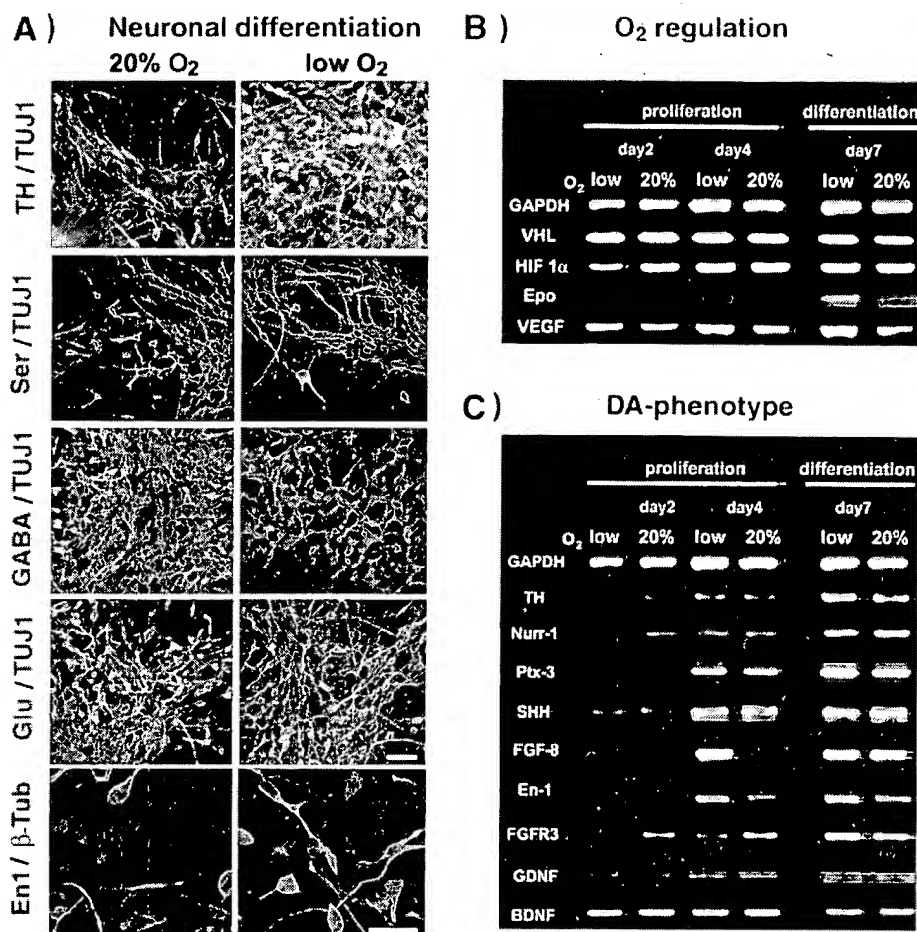 A ) Neuronal differentiation
20% O₂ low O₂
TH / TUJ1
Ser / TUJ1
GABA / TUJ1
Glu / TUJ1
En1 / β-Tub
B ) O₂ regulation
proliferation differentiation
day2 day4 day7
O₂ low 20% low 20% low 20%
GAPDH
VHL
HIF 1α
Epo
VEGF
C ) DA-phenotype
proliferation differentiation
day2 day4 day7
O₂ low 20% low 20% low 20%
GAPDH
TH
Nurr-1
Ptx-3
SHH
FGF-8
En-1
FGFR3
GDNF
BDNF